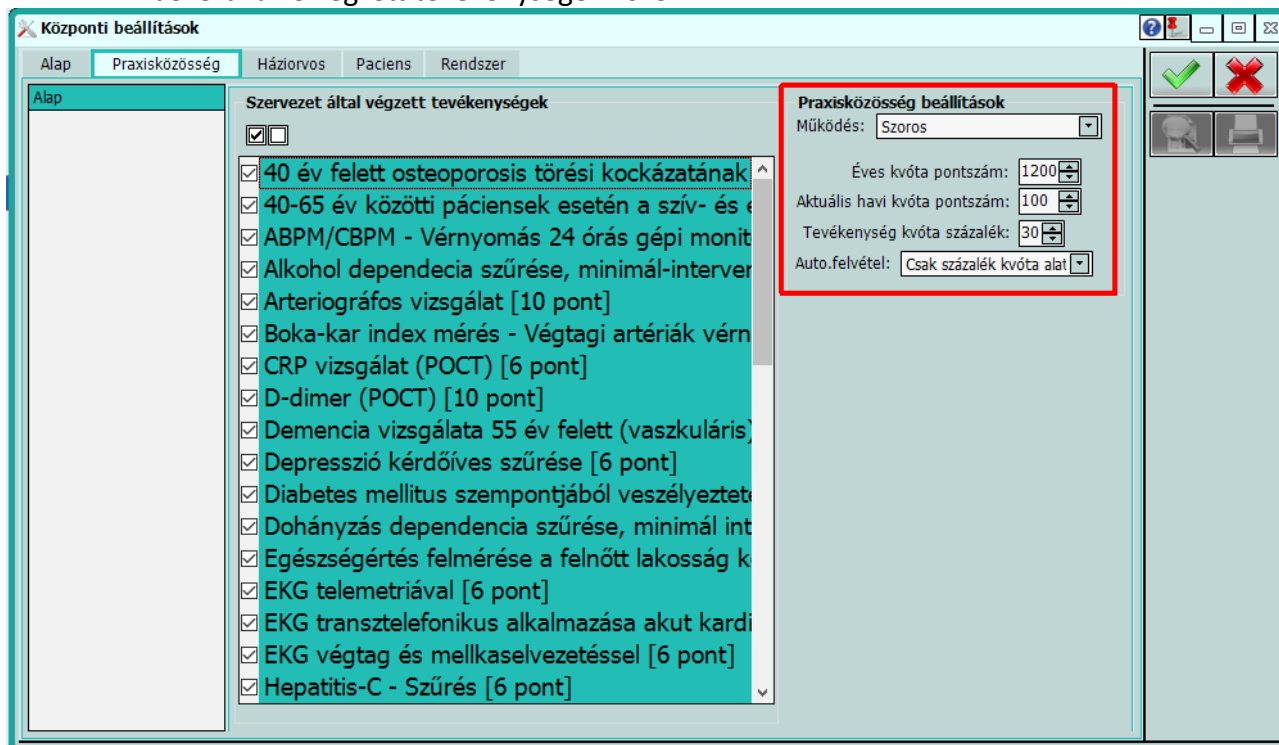 Központi beállítások
Alap Praxisközösség Háziorvos Paciens Rendszer
Alap
Szervezet által végzett tevékenységek
40 év felett osteoporosis törési kockázatának
40-65 év közötti páciensek esetén a szív- és
ABPM/CBPM - Vérnyomás 24 órás gépi monit
Alkohol dependecia szűrése, minimál-interver
Arteriográfos vizsgálat [10 pont]
Boka-kar index mérés - Végtagi artériák vérn
CRP vizsgálat (POCT) [6 pont]
D-dimer (POCT) [10 pont]
Demencia vizsgálata 55 év felett (vaszkuláris)
Depresszió kérdőíves szűrése [6 pont]
Diabetes mellitus szempontjából veszélyeztet
Dohányzás dependencia szűrése, minimál int
Egészségértés felmérése a felnőtt lakosság k
EKG telemetriával [6 pont]
EKG transztelefonikus alkalmazása akut kardi
EKG végtag és mellkaselvezetéssel [6 pont]
Hepatitis-C - Szűrés [6 pont]
Praxisközösség beállítások
Működés: Szoros
Éves kvóta pontszám: 1200
Aktuális havi kvóta pontszám: 100
Tevékenység kvóta százalék: 30
Auto.felvétel: Csak százalék kvóta alat